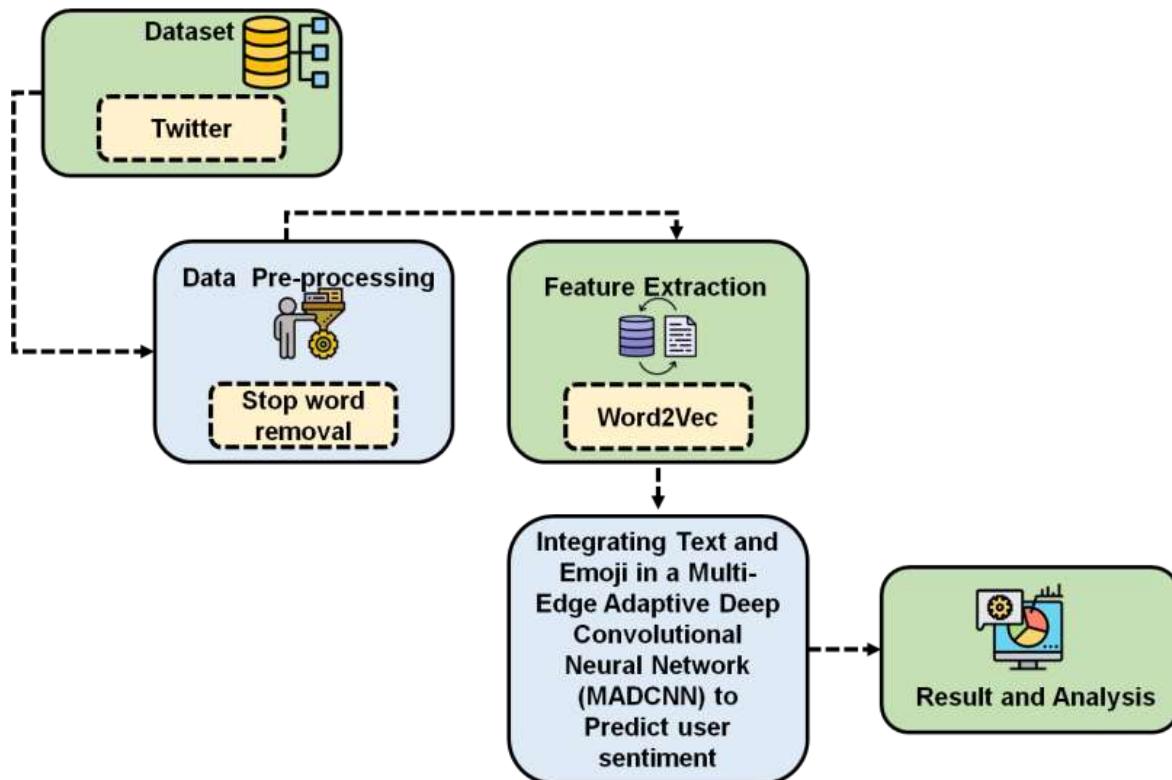 Dataset
Twitter
Data Pre-processing
Stop word
removal
Feature Extraction
Word2Vec
Integrating Text and
Emoji in a Multi-
Edge Adaptive Deep
Convolutional
Neural Network
(MADCNN) to
Predict user
sentiment
Result and Analysis